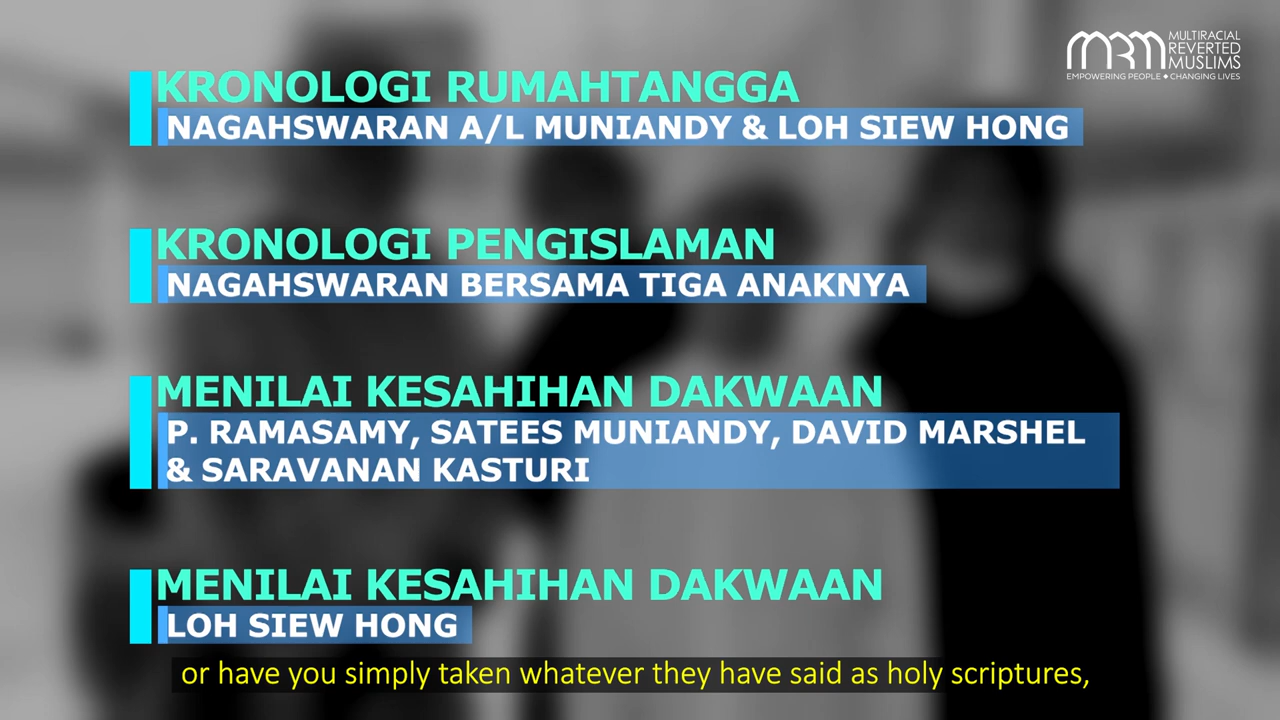 MRM
MULTIRACIAL
REVERTED
MUSLIMS
EMPOWERING PEOPLE ◆ CHANGING LIVES
KRONOLOGI RUMAHTANGGA
NAGAHSWARAN A/L MUNIANDY & LOH SIEW HONG
KRONOLOGI PENGISLAMAN
NAGAHSWARAN BERSAMA TIGA ANAKNYA
MENILAI KESAHIHAN DAKWAAN
P. RAMASAMY, SATEES MUNIANDY, DAVID MARSHEL
& SARAVANAN KASTURI
MENILAI KESAHIHAN DAKWAAN
LOH SIEW HONG
or have you simply taken whatever they have said as holy scriptures,